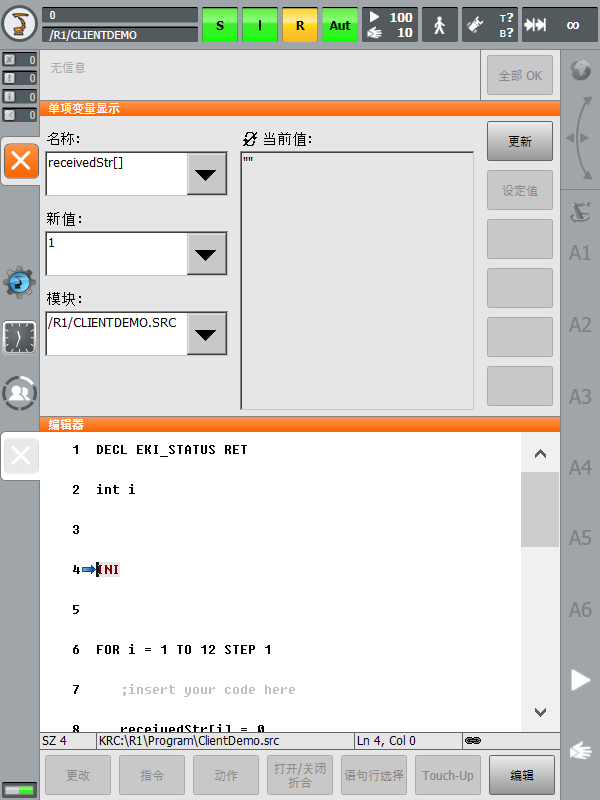 0
/R1/CLIENTDEMO
S
I
R
Aut
100
10
T?
B?
∞
0
0
0
0
无信息
全部 OK
单项变量显示
名称:
receivedStr[]
新值:
1
模块:
/R1/CLIENTDEMO.SRC
当前值:
""
更新
设定值
A1
A2
A3
A4
A5
A6
编辑器
1 DECL EKI_STATUS RET
2 int i
3
4 INI
5
6 FOR i = 1 TO 12 STEP 1
7 ;insert your code here
8 receivedStr[i] = 0
SZ 4
KRC:\R1\Program\ClientDemo.src
Ln 4, Col 0
更改
指令
动作
打开/关闭
折合
语句行选择
Touch-Up
编辑